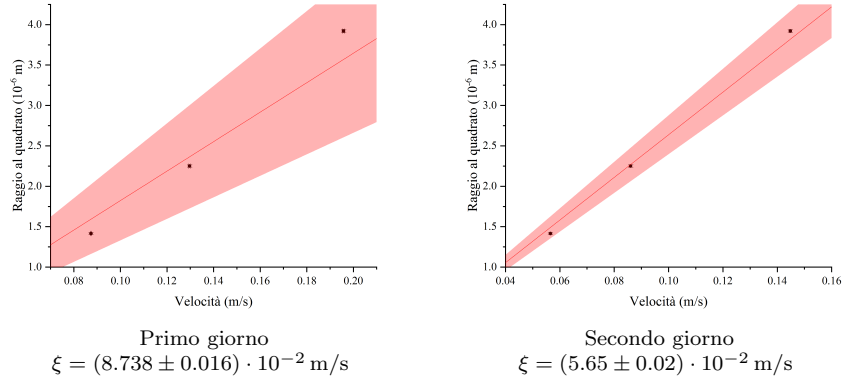 4.0
3.5
3.0
2.5
2.0
1.5
1.0
Raggio al quadrato (10⁻⁶ m)
0.08 0.10 0.12 0.14 0.16 0.18 0.20
Velocità (m/s)
Primo giorno
ξ = (8.738 ± 0.016) · 10⁻² m/s
4.0
3.5
3.0
2.5
2.0
1.5
1.0
Raggio al quadrato (10⁻⁶ m)
0.04 0.06 0.08 0.10 0.12 0.14 0.16
Velocità (m/s)
Secondo giorno
ξ = (5.65 ± 0.02) · 10⁻² m/s